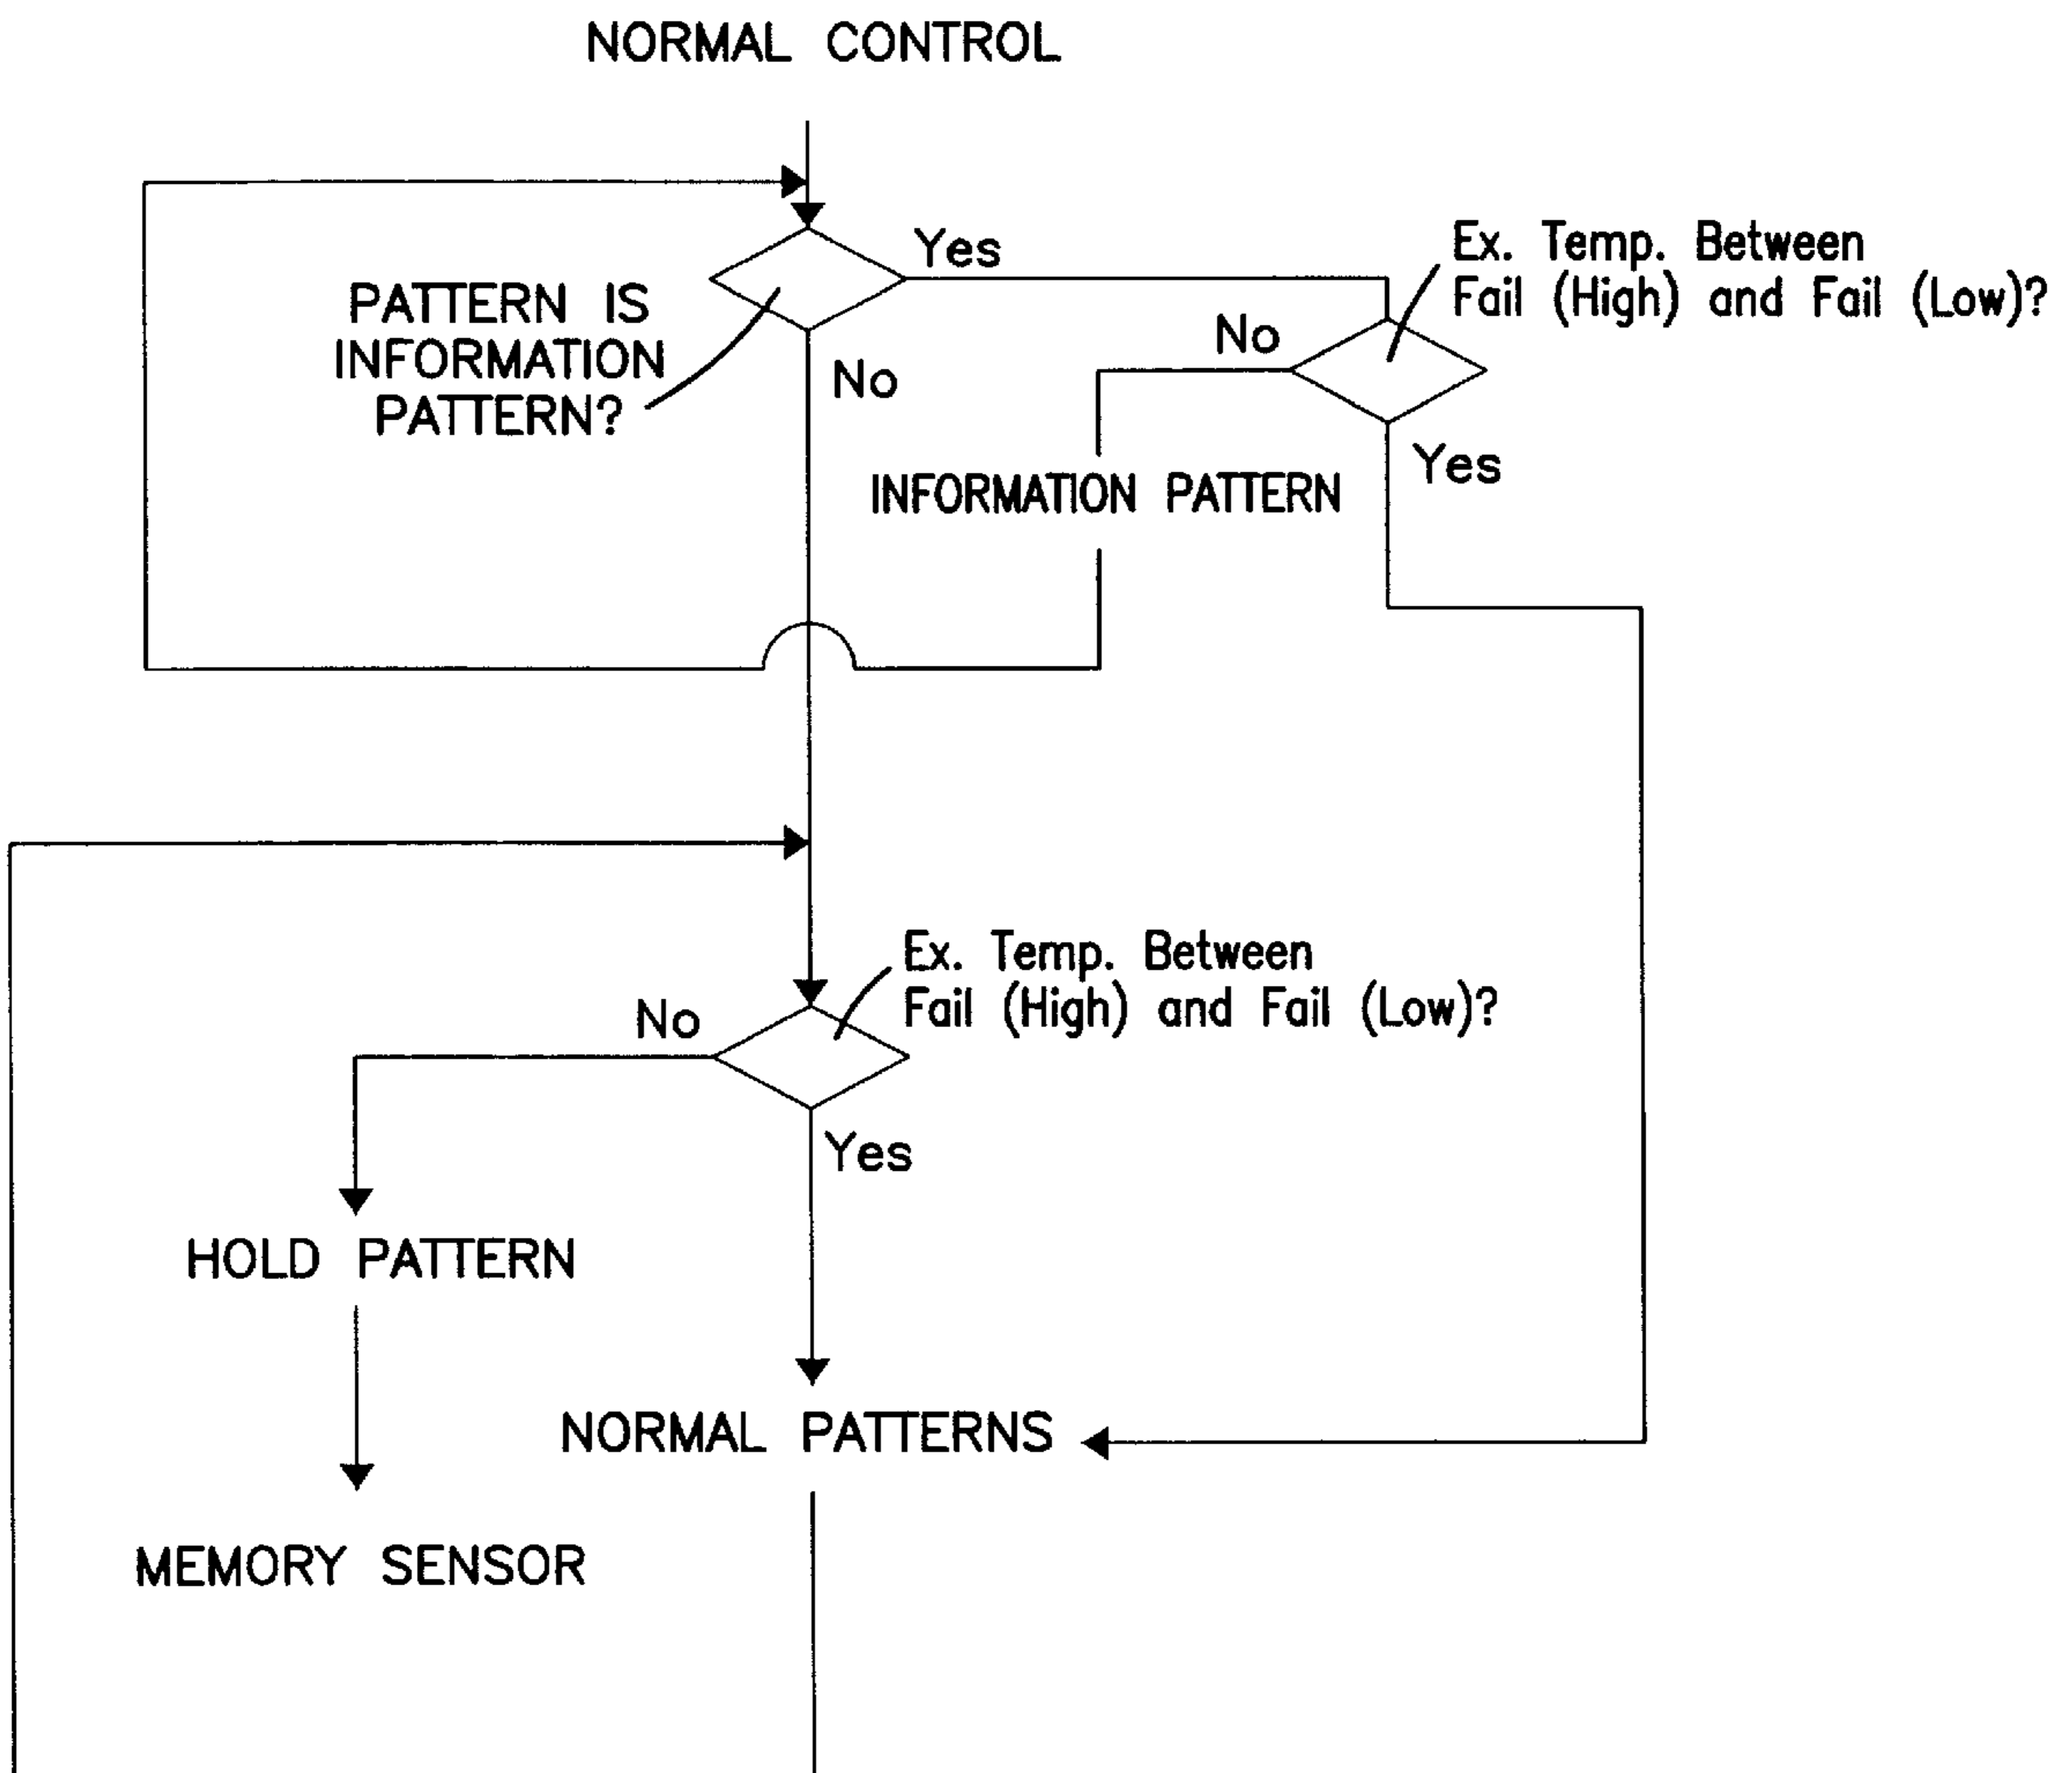 NORMAL CONTROL
Yes
Ex. Temp. Between
Fail (High) and Fail (Low)?
PATTERN IS
INFORMATION
PATTERN?
No
No
Yes
INFORMATION PATTERN
Ex. Temp. Between
Fail (High) and Fail (Low)?
No
Yes
HOLD PATTERN
NORMAL PATTERNS
MEMORY SENSOR